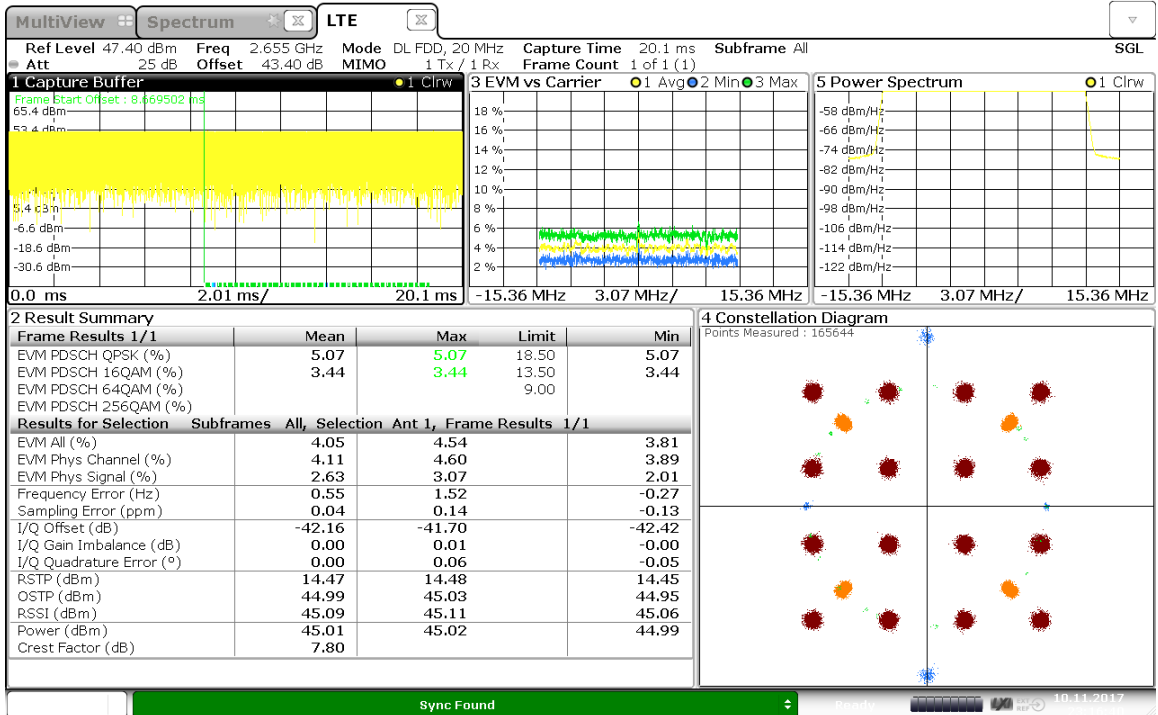 MultiView Spectrum LTE
Ref Level 47.40 dBm Freq 2.655 GHz Mode DL FDD, 20 MHz Capture Time 20.1 ms Subframe All SGL
Att 25 dB Offset 43.40 dB MIMO 1 Tx / 1 Rx Frame Count 1 of 1 (1)
1 Capture Buffer 1 Clrw
Frame Start Offset : 8.669502 ms
65.4 dBm
53.4 dBm
5.4 dBm
-6.6 dBm
-18.6 dBm
-30.6 dBm
0.0 ms 2.01 ms/ 20.1 ms
3 EVM vs Carrier 1 Avg 2 Min 3 Max
18 %
16 %
14 %
12 %
10 %
8 %
6 %
4 %
2 %
-15.36 MHz 3.07 MHz/ 15.36 MHz
5 Power Spectrum 1 Clrw
-58 dBm/Hz
-66 dBm/Hz
-74 dBm/Hz
-82 dBm/Hz
-90 dBm/Hz
-98 dBm/Hz
-106 dBm/Hz
-114 dBm/Hz
-122 dBm/Hz
-15.36 MHz 3.07 MHz/ 15.36 MHz
2 Result Summary
Frame Results 1/1 Mean Max Limit Min
EVM PDSCH QPSK (%) 5.07 5.07 18.50 5.07
EVM PDSCH 16QAM (%) 3.44 3.44 13.50 3.44
EVM PDSCH 64QAM (%) 9.00
EVM PDSCH 256QAM (%)
Results for Selection Subframes All, Selection Ant 1, Frame Results 1/1
EVM All (%) 4.05 4.54 3.81
EVM Phys Channel (%) 4.11 4.60 3.89
EVM Phys Signal (%) 2.63 3.07 2.01
Frequency Error (Hz) 0.55 1.52 -0.27
Sampling Error (ppm) 0.04 0.14 -0.13
I/Q Offset (dB) -42.16 -41.70 -42.42
I/Q Gain Imbalance (dB) 0.00 0.01 -0.00
I/Q Quadrature Error (º) 0.00 0.06 -0.05
RSTP (dBm) 14.47 14.48 14.45
OSTP (dBm) 44.99 45.03 44.95
RSSI (dBm) 45.09 45.11 45.06
Power (dBm) 45.01 45.02 44.99
Crest Factor (dB) 7.80
4 Constellation Diagram
Points Measured : 165644
Sync Found
Ready LXI EXT REF 10.11.2017